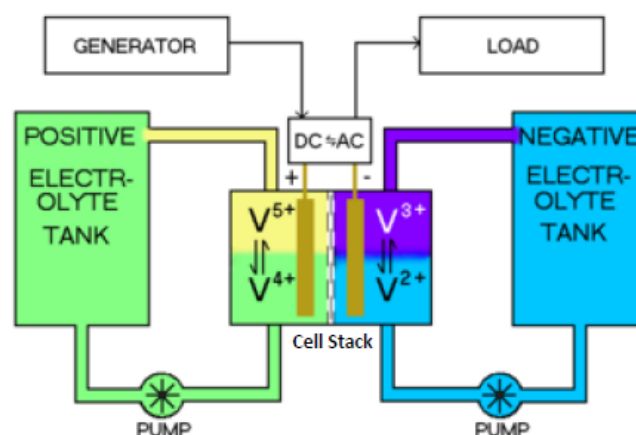 GENERATOR
LOAD
DC ⇋ AC
POSITIVE
ELECTR-
OLYTE
TANK
NEGATIVE
ELECTR-
OLYTE
TANK
+
-
V5+
V4+
V3+
V2+
Cell Stack
PUMP
PUMP